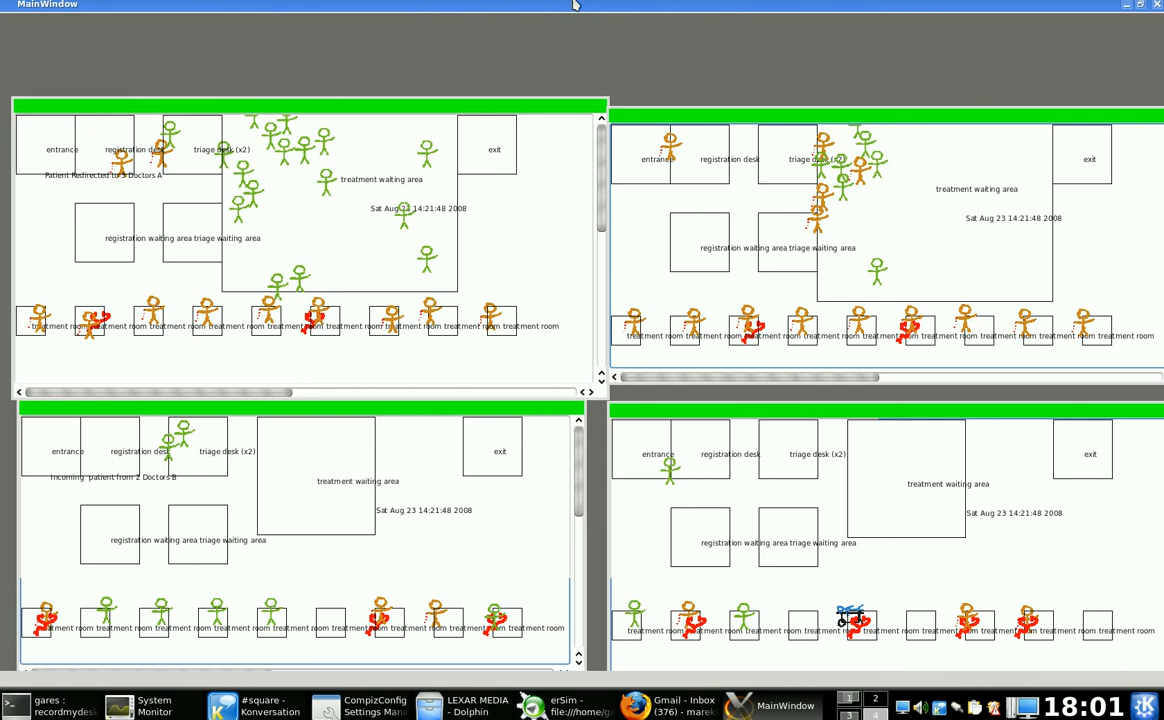 MainWindow
entrance registration desk triage desk (x2) exit
Patient Redirected to 3 Doctors A
treatment waiting area
Sat Aug 23 14:21:48 2008
registration waiting area triage waiting area
treatment room treatment room treatment room treatment room treatment room treatment room treatment room treatment room treatment room
entrance registration desk triage desk (x2) exit
treatment waiting area
Sat Aug 23 14:21:48 2008
registration waiting area triage waiting area
treatment room treatment room treatment room treatment room treatment room treatment room treatment room treatment room treatment room
entrance registration desk triage desk (x2) exit
Incoming patient from 2 Doctors B
treatment waiting area
Sat Aug 23 14:21:48 2008
registration waiting area triage waiting area
treatment room treatment room treatment room treatment room treatment room treatment room treatment room treatment room treatment room
entrance registration desk triage desk (x2) exit
treatment waiting area
Sat Aug 23 14:21:48 2008
registration waiting area triage waiting area
treatment room treatment room treatment room treatment room treatment room treatment room treatment room treatment room treatment room
gares :
recordmydes
System
Monitor
#square -
Konversation
CompizConfig
Settings Mana
LEXAR MEDIA
- Dolphin
erSim -
file:///home/ga
Gmail - Inbox
(376) - marek
MainWindow
1 2
3 4
18:01